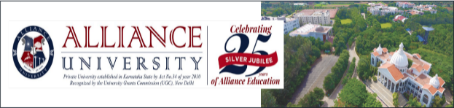 ALLIANCE
UNIVERSITY
Private University established in Karnataka State by Act No.34 of year 2010
Recognized by the University Grants Commission (UGC), New Delhi
Celebrating
25
SILVER JUBILEE
YEARS
of Alliance Education